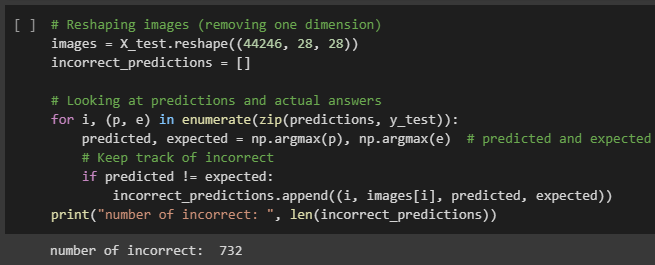 [ ] # Reshaping images (removing one dimension)
images = X_test.reshape((44246, 28, 28))
incorrect_predictions = []

# Looking at predictions and actual answers
for i, (p, e) in enumerate(zip(predictions, y_test)):
    predicted, expected = np.argmax(p), np.argmax(e)  # predicted and expected
    # Keep track of incorrect
    if predicted != expected:
        incorrect_predictions.append((i, images[i], predicted, expected))
print("number of incorrect: ", len(incorrect_predictions))

number of incorrect:  732